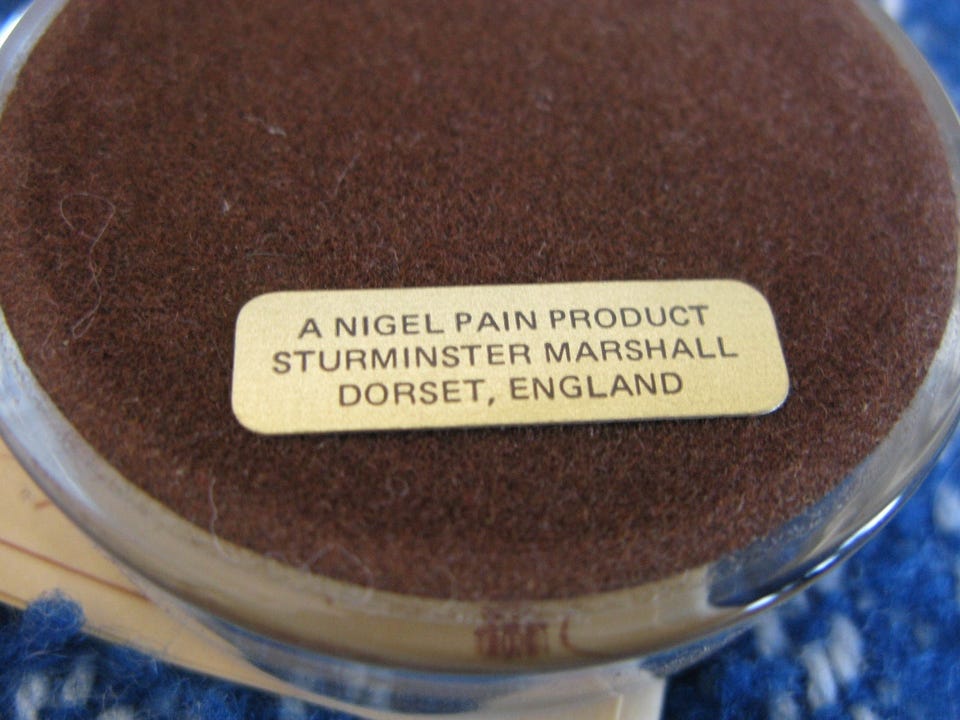 A NIGEL PAIN PRODUCT
STURMINSTER MARSHALL
DORSET, ENGLAND